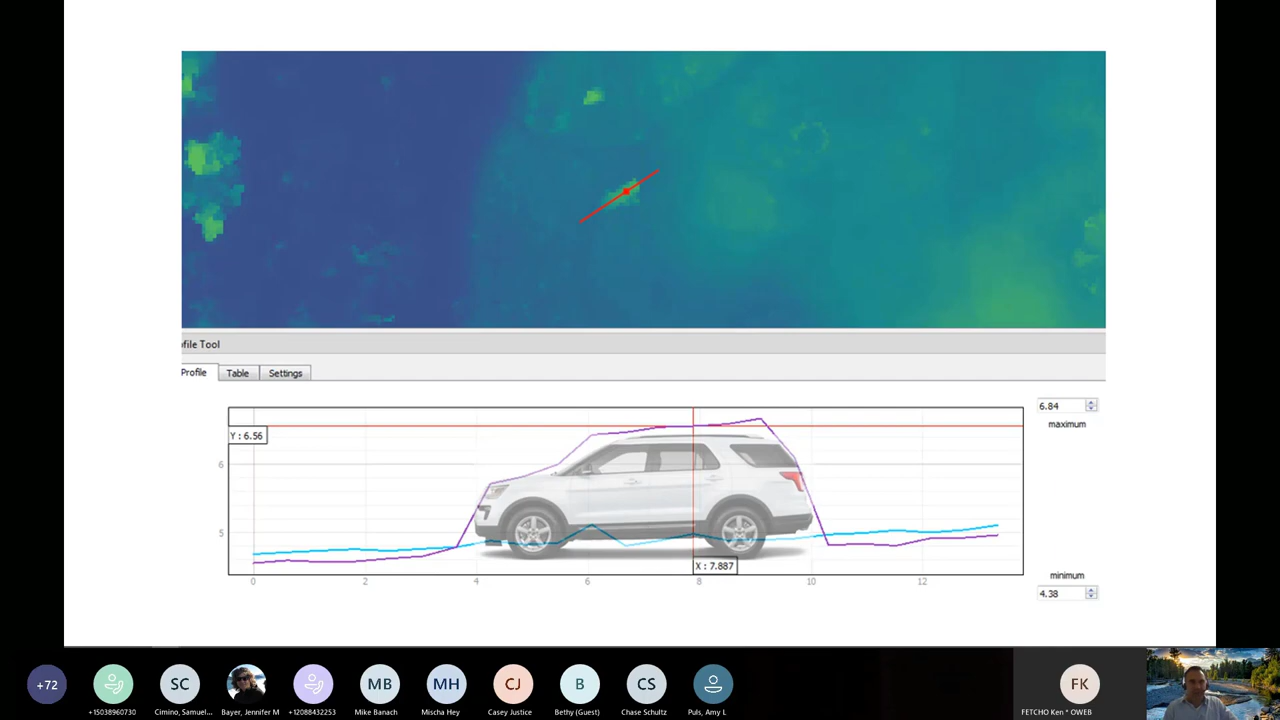 ofile Tool
Profile
Table
Settings
6.84
maximum
Y : 6.56
6
5
X : 7.887
minimum
0
2
4
6
8
10
12
4.38
+72
SC
MB
MH
CJ
B
CS
FK
+15038960730
Cimino, Samuel...
Bayer, Jennifer M
+12088432253
Mike Banach
Mischa Hey
Casey Justice
Bethy (Guest)
Chase Schultz
Puls, Amy L
FETCHO Ken * OWEB